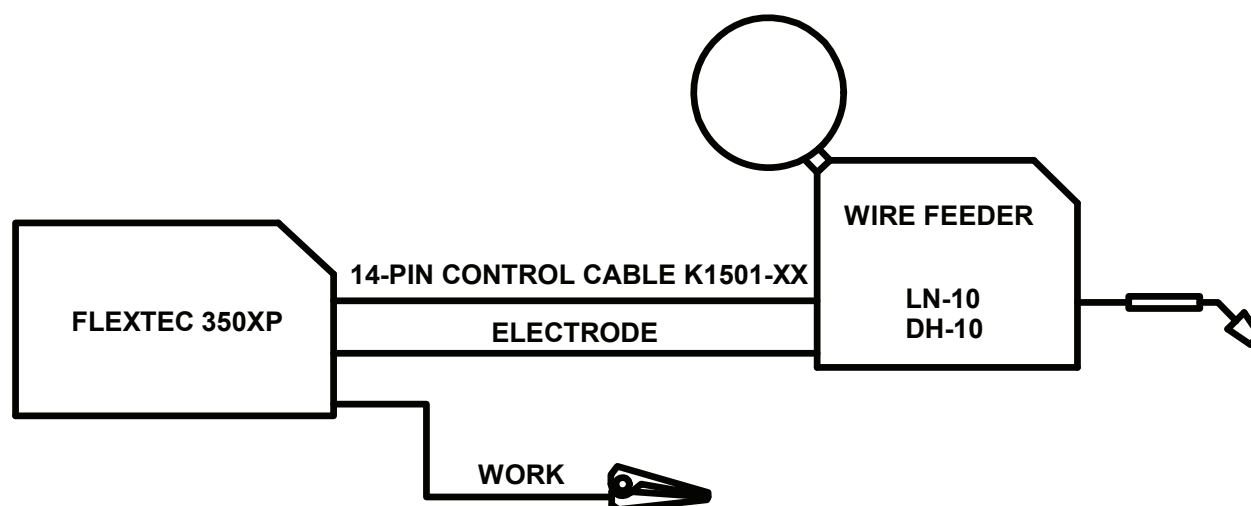 WIRE FEEDER
14-PIN CONTROL CABLE K1501-XX
LN-10
FLEXTEC 350XP
ELECTRODE
DH-10
WORK